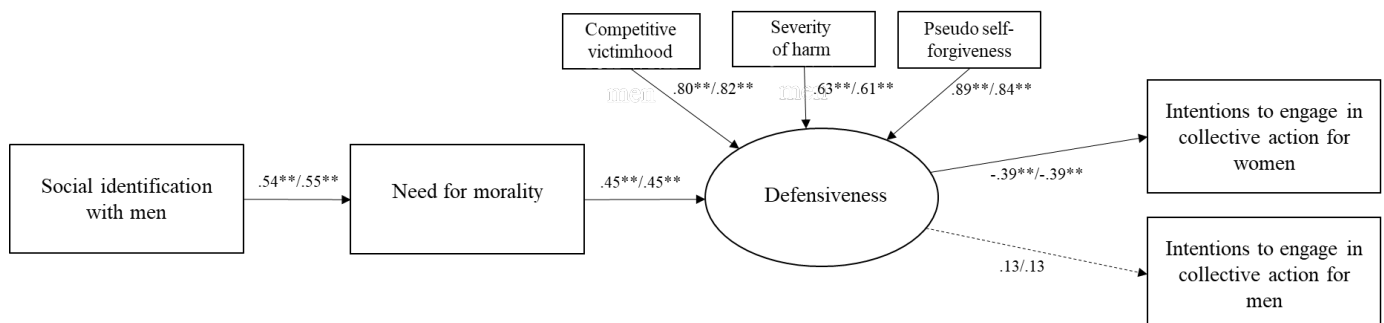 Competitive
victimhood
Severity
of harm
Pseudo self-
forgiveness
.80**/.82**
.63**/.61**
.89**/.84**
men
men
Social identification
with men
.54**/.55**
Need for morality
.45**/.45**
Defensiveness
-.39**/-.39**
Intentions to engage in
collective action for
women
.13/.13
Intentions to engage in
collective action for
men